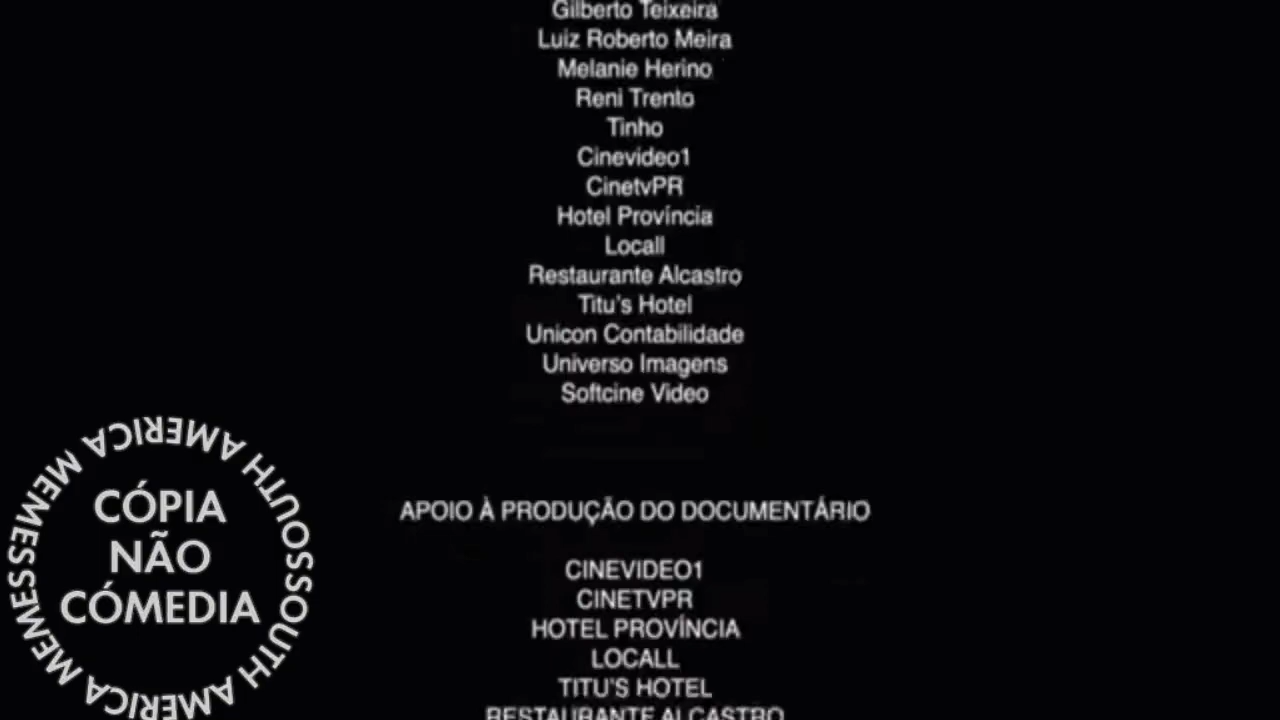 Gilberto Teixeira
Luiz Roberto Meira
Melanie Herino
Reni Trento
Tinho
Cinevideo1
CinetvPR
Hotel Província
Locall
Restaurante Alcastro
Titu's Hotel
Unicon Contabilidade
Universo Imagens
Softcine Video
APOIO À PRODUÇÃO DO DOCUMENTÁRIO
CINEVIDEO1
CINETVPR
HOTEL PROVÍNCIA
LOCALL
TITU'S HOTEL
RESTAURANTE ALCASTRO
SOUTH AMERICA MEMES
SOUTH AMERICA MEMES
CÓPIA
NÃO
CÓMEDIA